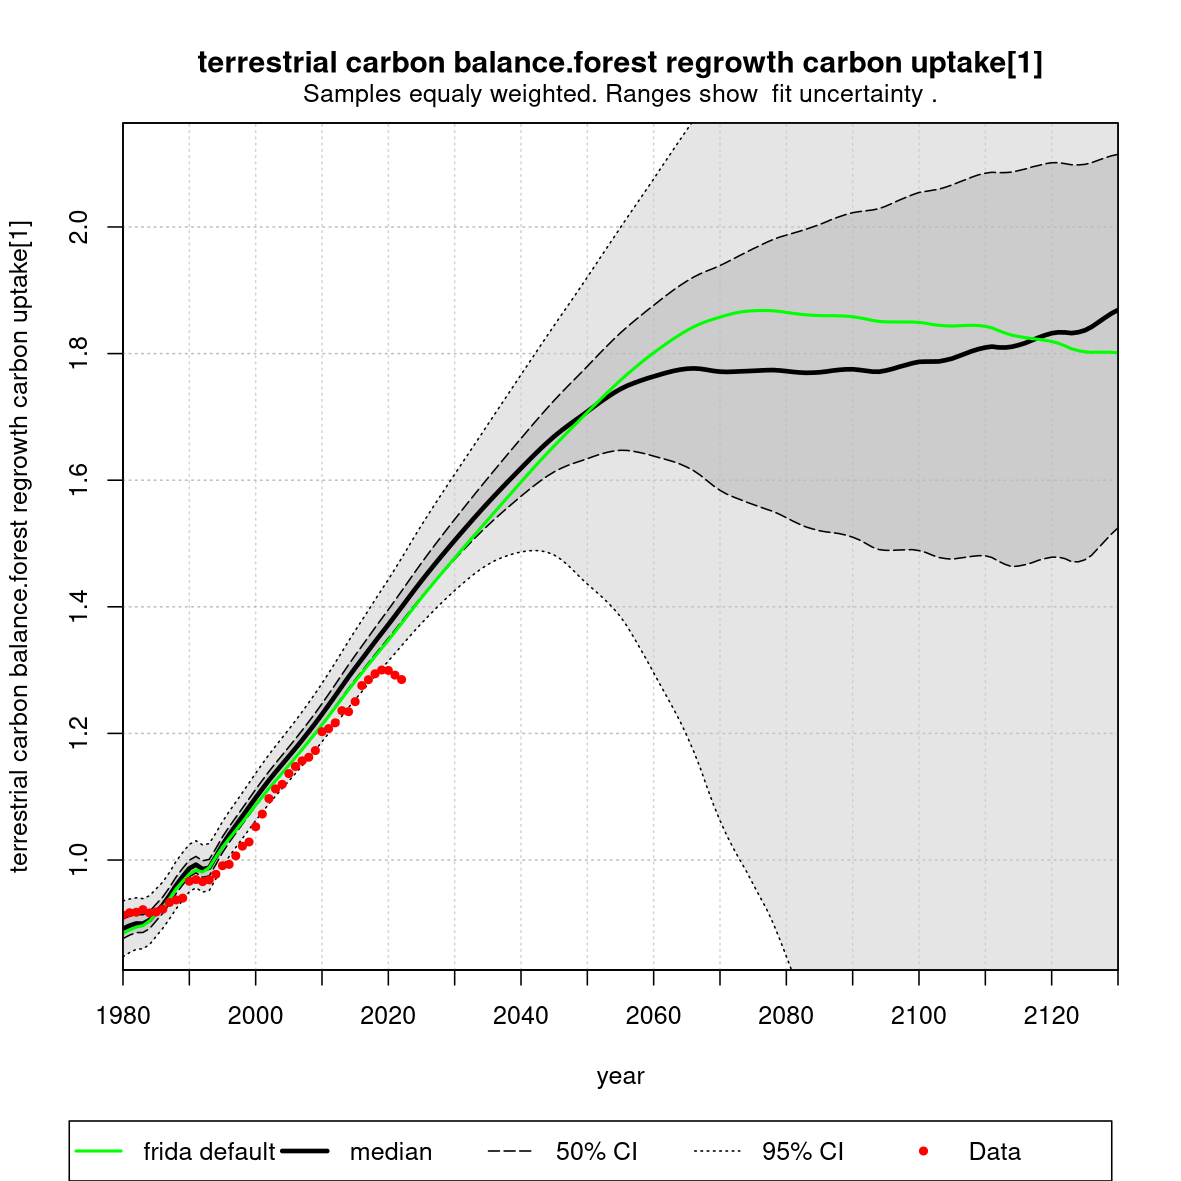 terrestrial carbon balance.forest regrowth carbon uptake[1]
Samples equaly weighted. Ranges show  fit uncertainty .
terrestrial carbon balance.forest regrowth carbon uptake[1]
2.0
1.8
1.6
1.4
1.2
1.0
1980 2000 2020 2040 2060 2080 2100 2120
year
frida default median 50% CI 95% CI Data